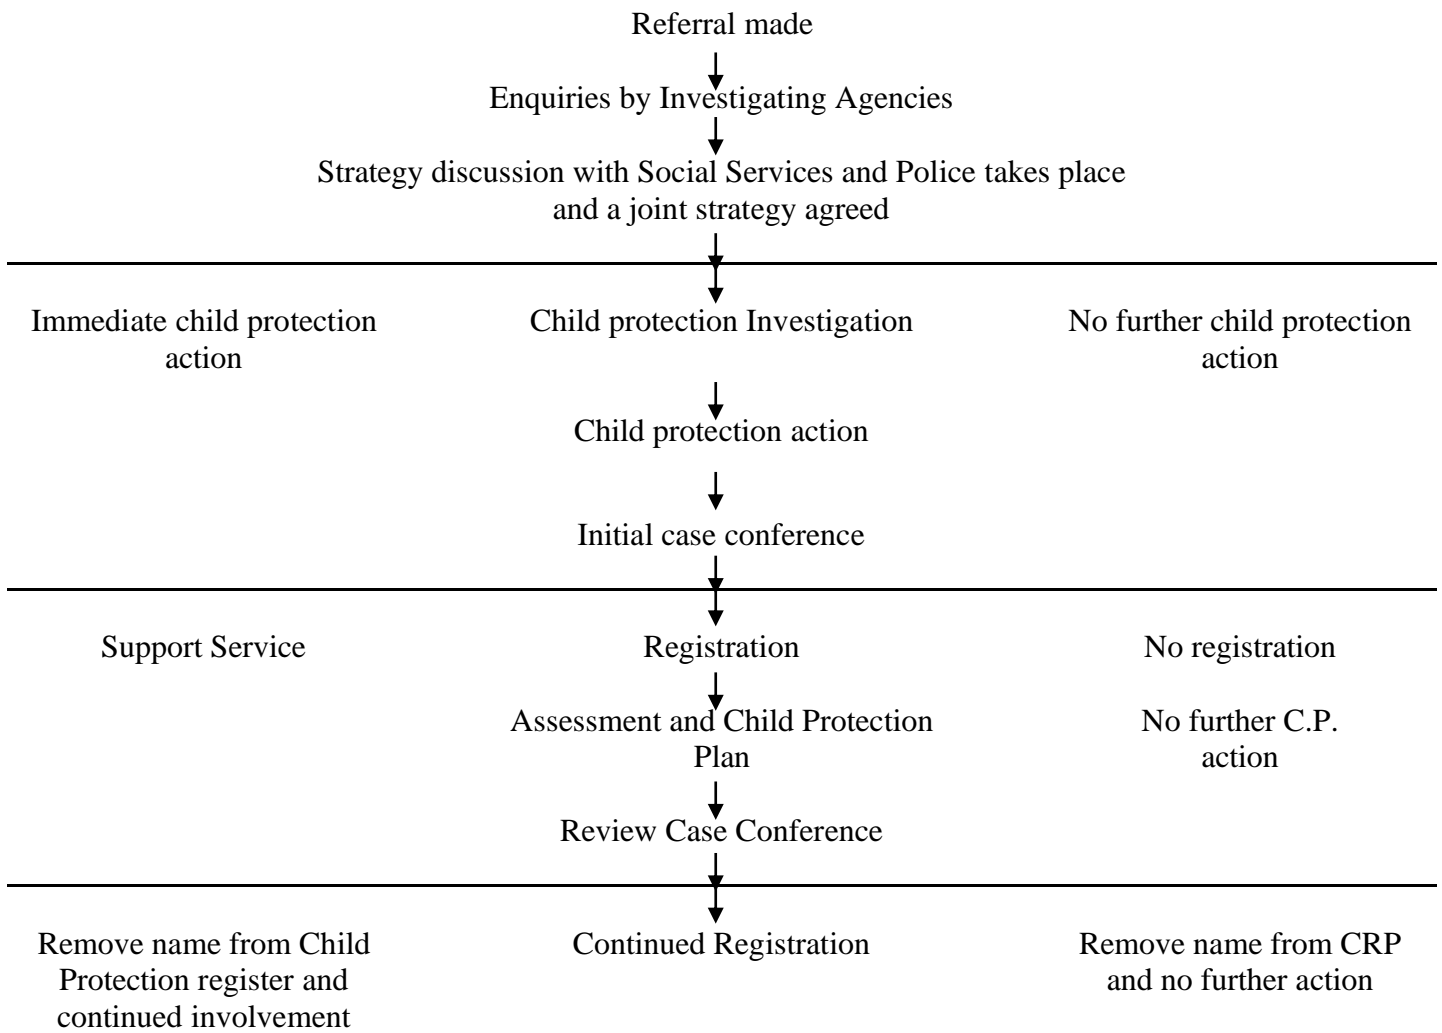 Referral made
Enquiries by Investigating Agencies
Strategy discussion with Social Services and Police takes place
and a joint strategy agreed
Immediate child protection
action
Child protection Investigation
No further child protection
action
Child protection action
Initial case conference
Support Service
Registration
No registration
Assessment and Child Protection
Plan
No further C.P.
action
Review Case Conference
Remove name from Child
Protection register and
continued involvement
Continued Registration
Remove name from CRP
and no further action